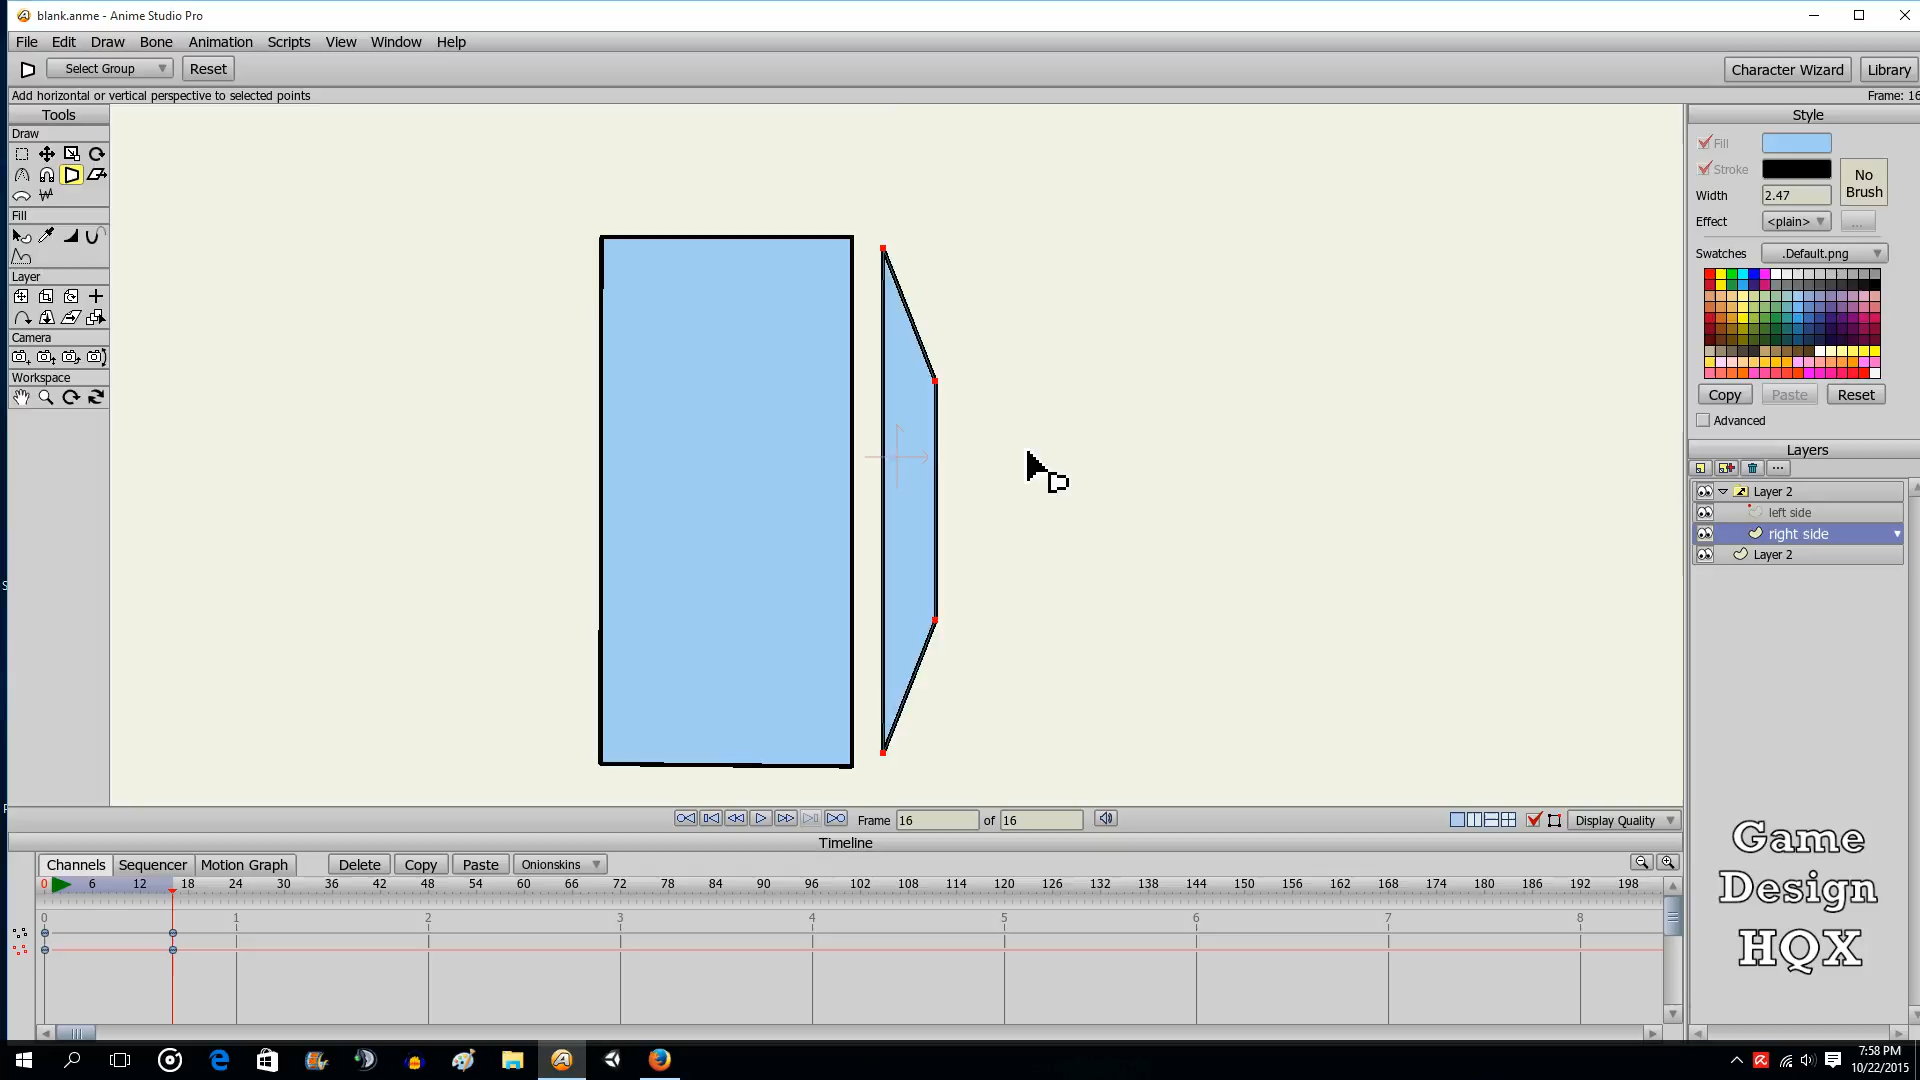 blank.anme - Anime Studio Pro
File Edit Draw Bone Animation Scripts View Window Help
Select Group Reset Character Wizard Library
Add horizontal or vertical perspective to selected points Frame: 16
Tools
Draw
Fill
Layer
Camera
Workspace
Style
Fill
Stroke
No Brush
Width 2.47
Effect <plain> ...
Swatches .Default.png
Copy Paste Reset
Advanced
Layers
Layer 2
left side
right side
Layer 2
Frame 16 of 16 Display Quality
Timeline
Channels Sequencer Motion Graph Delete Copy Paste Onionskins
0 6 12 18 24 30 36 42 48 54 60 66 72 78 84 90 96 102 108 114 120 126 132 138 144 150 156 162 168 174 180 186 192 198
0 1 2 3 4 5 6 7 8
Game
Design
HQX
7:58 PM
10/22/2015